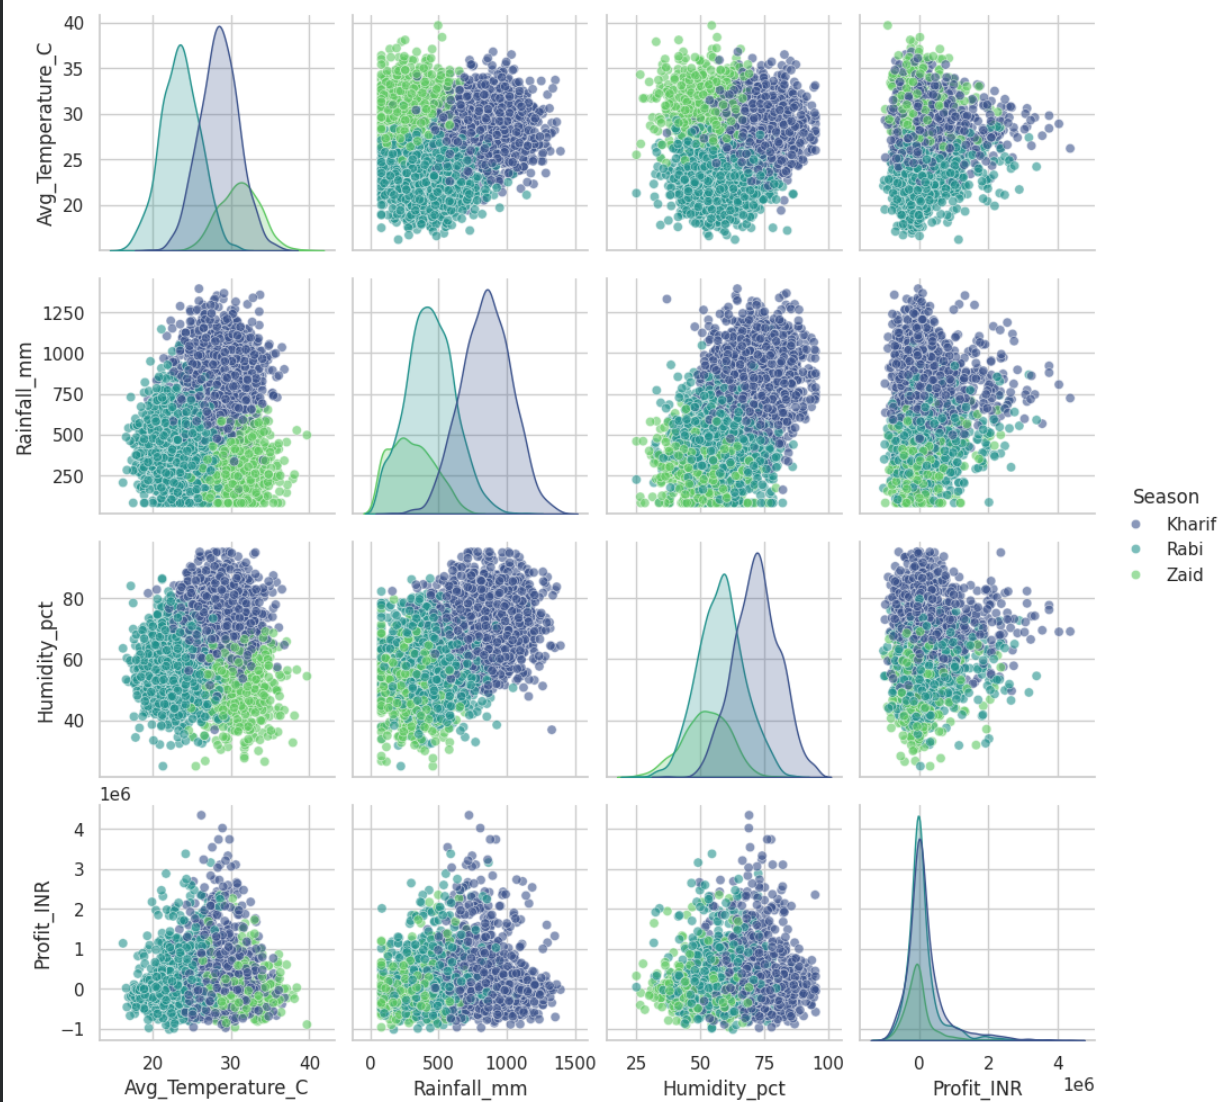 40
35
30
25
20
Avg_Temperature_C
1250
1000
750
500
250
Rainfall_mm
80
60
40
Humidity_pct
Season
Kharif
Rabi
Zaid
1e6
4
3
2
1
0
−1
Profit_INR
20 30 40
0 500 1000 1500
25 50 75 100
0 2 4
1e6
Avg_Temperature_C
Rainfall_mm
Humidity_pct
Profit_INR